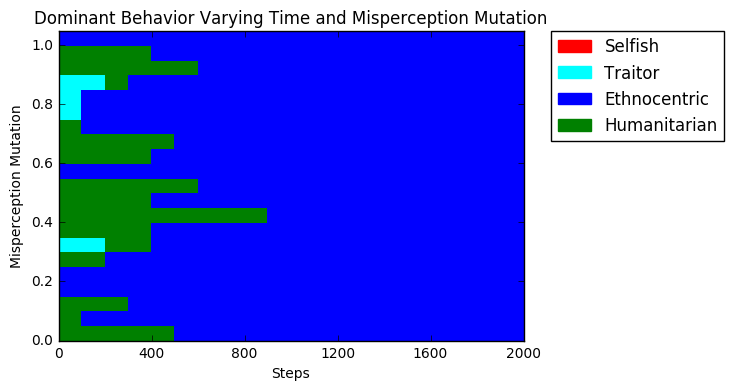 Dominant Behavior Varying Time and Misperception Mutation
Misperception Mutation
1.0
0.8
0.6
0.4
0.2
0.0
0 400 800 1200 1600 2000
Steps
Selfish
Traitor
Ethnocentric
Humanitarian